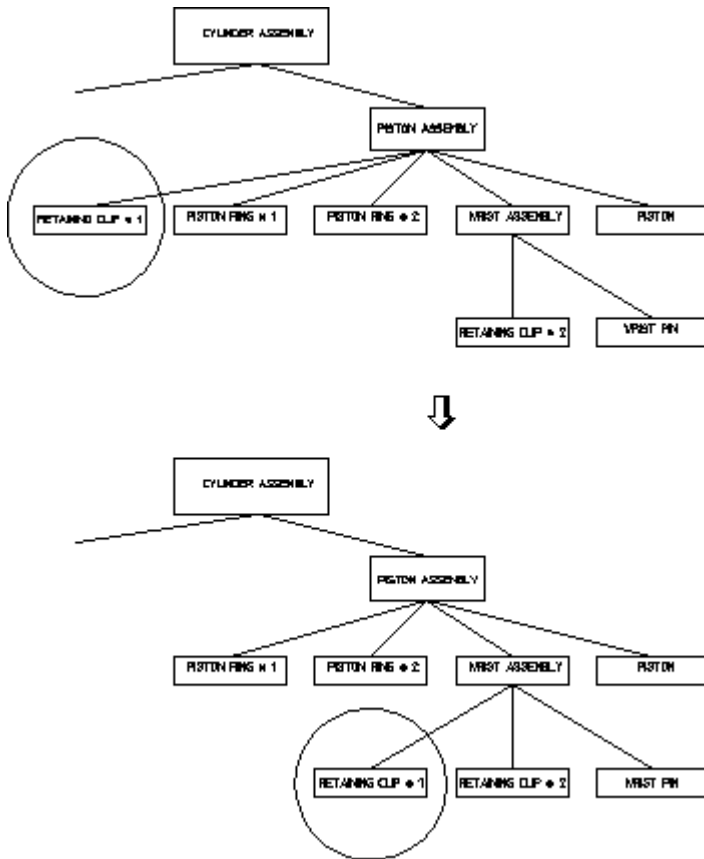 CYLINDER ASSEMBLY
PISTON ASSEMBLY
RETAINING CLIP # 1
PISTON RING # 1
PISTON RING # 2
WRIST ASSEMBLY
PISTON
RETAINING CLIP # 2
WRIST PIN
CYLINDER ASSEMBLY
PISTON ASSEMBLY
PISTON RING # 1
PISTON RING # 2
WRIST ASSEMBLY
PISTON
RETAINING CLIP # 1
RETAINING CLIP # 2
WRIST PIN